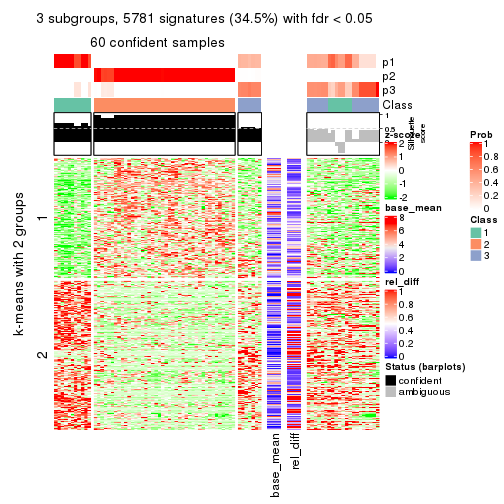 3 subgroups, 5781 signatures (34.5%) with fdr < 0.05
60 confident samples
p1
p2
p3
Class
1
0.5
0
Silhouette
score
k-means with 2 groups
1
2
base_mean
rel_diff
z-score
2
1
0
-1
-2
base_mean
8
6
4
2
0
rel_diff
1
0.8
0.6
0.4
0.2
0
Status (barplots)
confident
ambiguous
Prob
1
0.8
0.6
0.4
0.2
0
Class
1
2
3